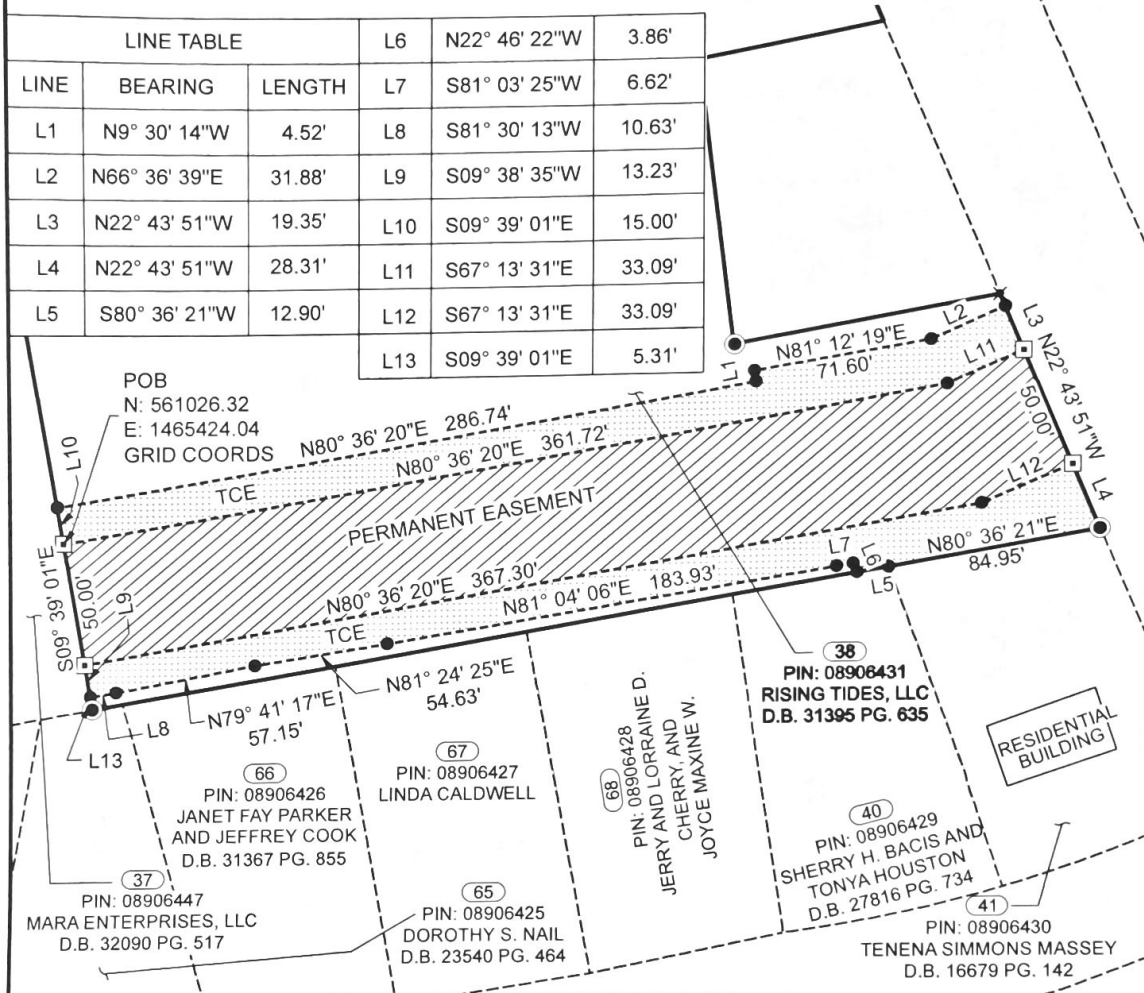 LINE TABLE
LINE BEARING LENGTH
L1 N9° 30' 14"W 4.52'
L2 N66° 36' 39"E 31.88'
L3 N22° 43' 51"W 19.35'
L4 N22° 43' 51"W 28.31'
L5 S80° 36' 21"W 12.90'
L6 N22° 46' 22"W 3.86'
L7 S81° 03' 25"W 6.62'
L8 S81° 30' 13"W 10.63'
L9 S09° 38' 35"W 13.23'
L10 S09° 39' 01"E 15.00'
L11 S67° 13' 31"E 33.09'
L12 S67° 13' 31"E 33.09'
L13 S09° 39' 01"E 5.31'
POB
N: 561026.32
E: 1465424.04
GRID COORDS
L10
N80° 36' 20"E 286.74'
TCE
N80° 36' 20"E 361.72'
PERMANENT EASEMENT
L1
N81° 12' 19"E
71.60'
L2
L3
L11
N22° 43' 51"W
50.00'
L12
L4
S09° 39' 01"E
50.00'
L9
N80° 36' 20"E 367.30'
TCE
N81° 04' 06"E 183.93'
L7
L6
L5
N80° 36' 21"E
84.95'
L13
L8
N79° 41' 17"E
57.15'
N81° 24' 25"E
54.63'
38
PIN: 08906431
RISING TIDES, LLC
D.B. 31395 PG. 635
RESIDENTIAL
BUILDING
66
PIN: 08906426
JANET FAY PARKER
AND JEFFREY COOK
D.B. 31367 PG. 855
67
PIN: 08906427
LINDA CALDWELL
68
PIN: 08906428
JERRY AND LORRAINE D.
CHERRY, AND
JOYCE MAXINE W.
40
PIN: 08906429
SHERRY H. BACIS AND
TONYA HOUSTON
D.B. 27816 PG. 734
37
PIN: 08906447
MARA ENTERPRISES, LLC
D.B. 32090 PG. 517
65
PIN: 08906425
DOROTHY S. NAIL
D.B. 23540 PG. 464
41
PIN: 08906430
TENENA SIMMONS MASSEY
D.B. 16679 PG. 142